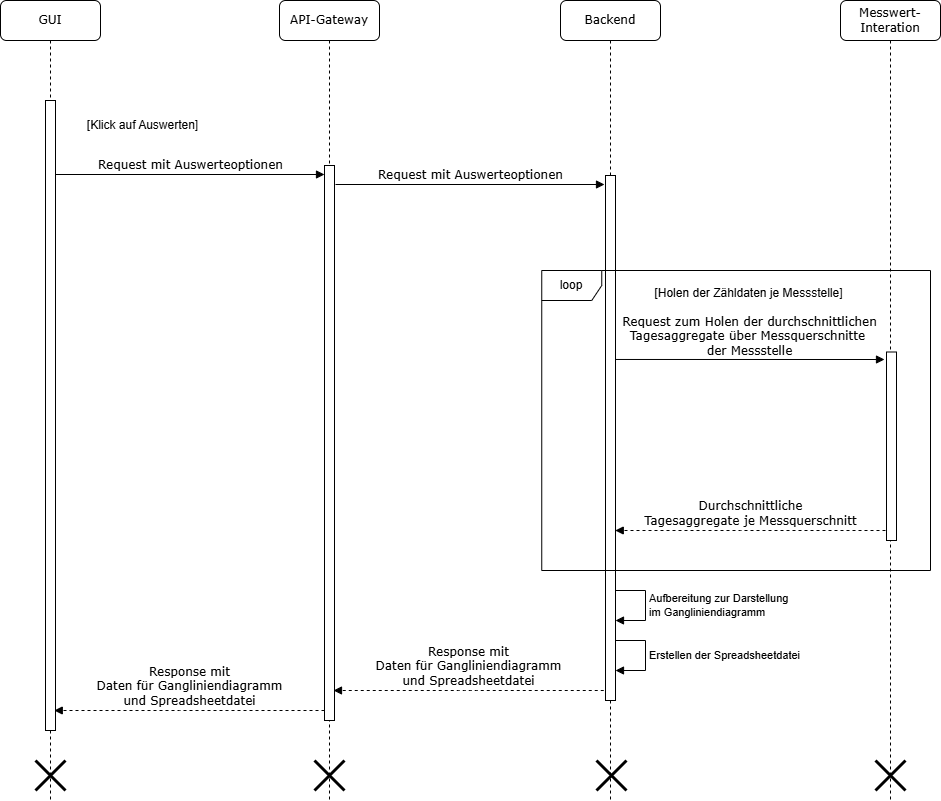 GUI
API-Gateway
Backend
Messwert-
Interation
[Klick auf Auswerten]
Request mit Auswerteoptionen
Request mit Auswerteoptionen
loop
[Holen der Zähldaten je Messstelle]
Request zum Holen der durchschnittlichen
Tagesaggregate über Messquerschnitte
der Messstelle
Durchschnittliche
Tagesaggregate je Messquerschnitt
Aufbereitung zur Darstellung
im Gangliniendiagramm
Erstellen der Spreadsheetdatei
Response mit
Daten für Gangliniendiagramm
und Spreadsheetdatei
Response mit
Daten für Gangliniendiagramm
und Spreadsheetdatei